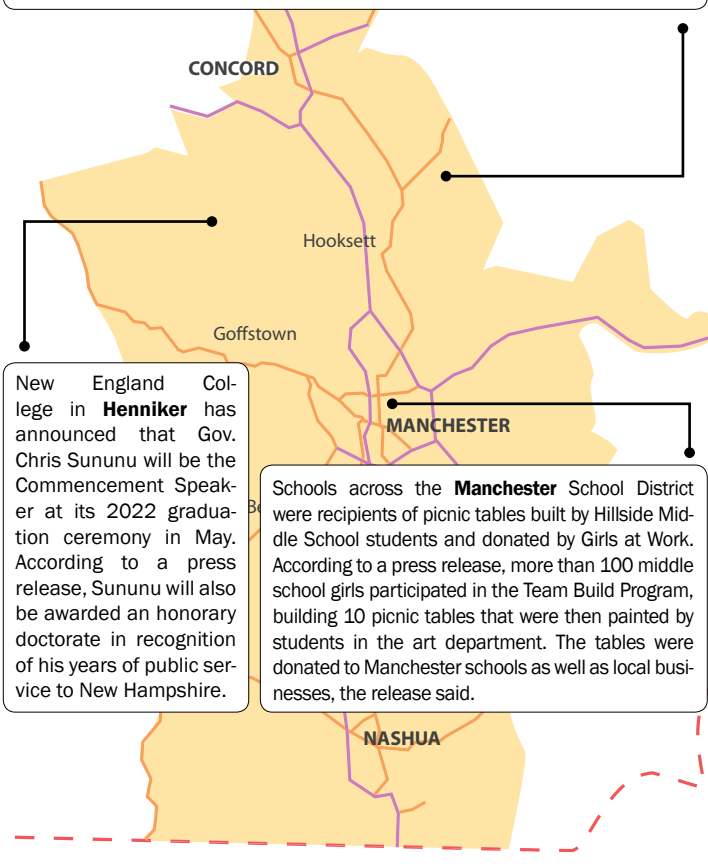 CONCORD
Hooksett
Goffstown
MANCHESTER
New England Col-
lege in Henniker has
announced that Gov.
Chris Sununu will be the
Commencement Speak-
er at its 2022 gradua-
tion ceremony in May.
According to a press
release, Sununu will also
be awarded an honorary
doctorate in recognition
of his years of public ser-
vice to New Hampshire.
Schools across the Manchester School District
were recipients of picnic tables built by Hillside Mid-
dle School students and donated by Girls at Work.
According to a press release, more than 100 middle
school girls participated in the Team Build Program,
building 10 picnic tables that were then painted by
students in the art department. The tables were
donated to Manchester schools as well as local busi-
nesses, the release said.
NASHUA